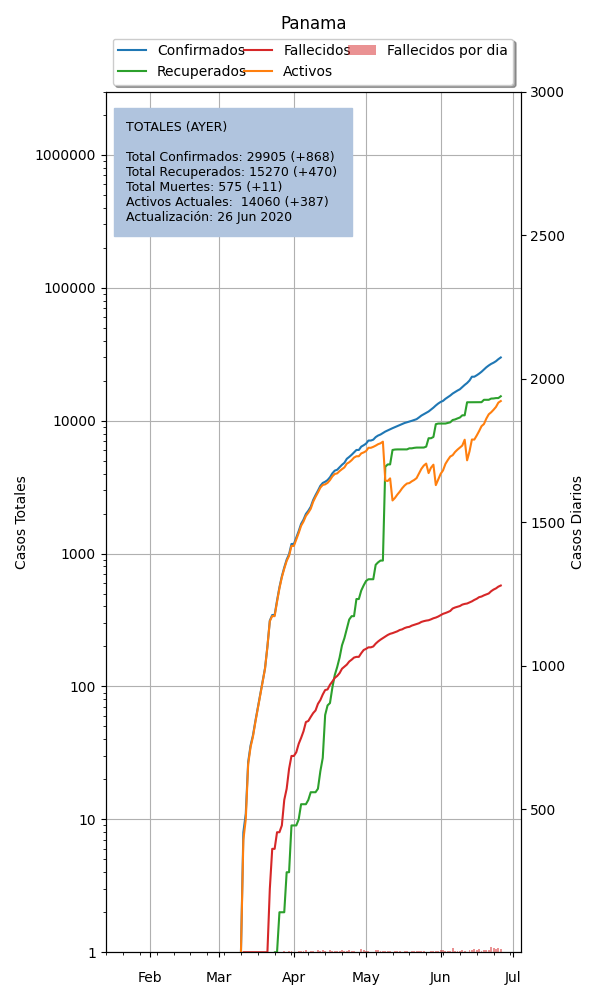 Panama
Confirmados
Recuperados
Fallecidos
Activos
Fallecidos por dia
TOTALES (AYER)
Total Confirmados: 29905 (+868)
Total Recuperados: 15270 (+470)
Total Muertes: 575 (+11)
Activos Actuales:  14060 (+387)
Actualización: 26 Jun 2020
Casos Totales
1000000
100000
10000
1000
100
10
1
3000
2500
2000
1500
1000
500
Casos Diarios
Feb Mar Apr May Jun Jul